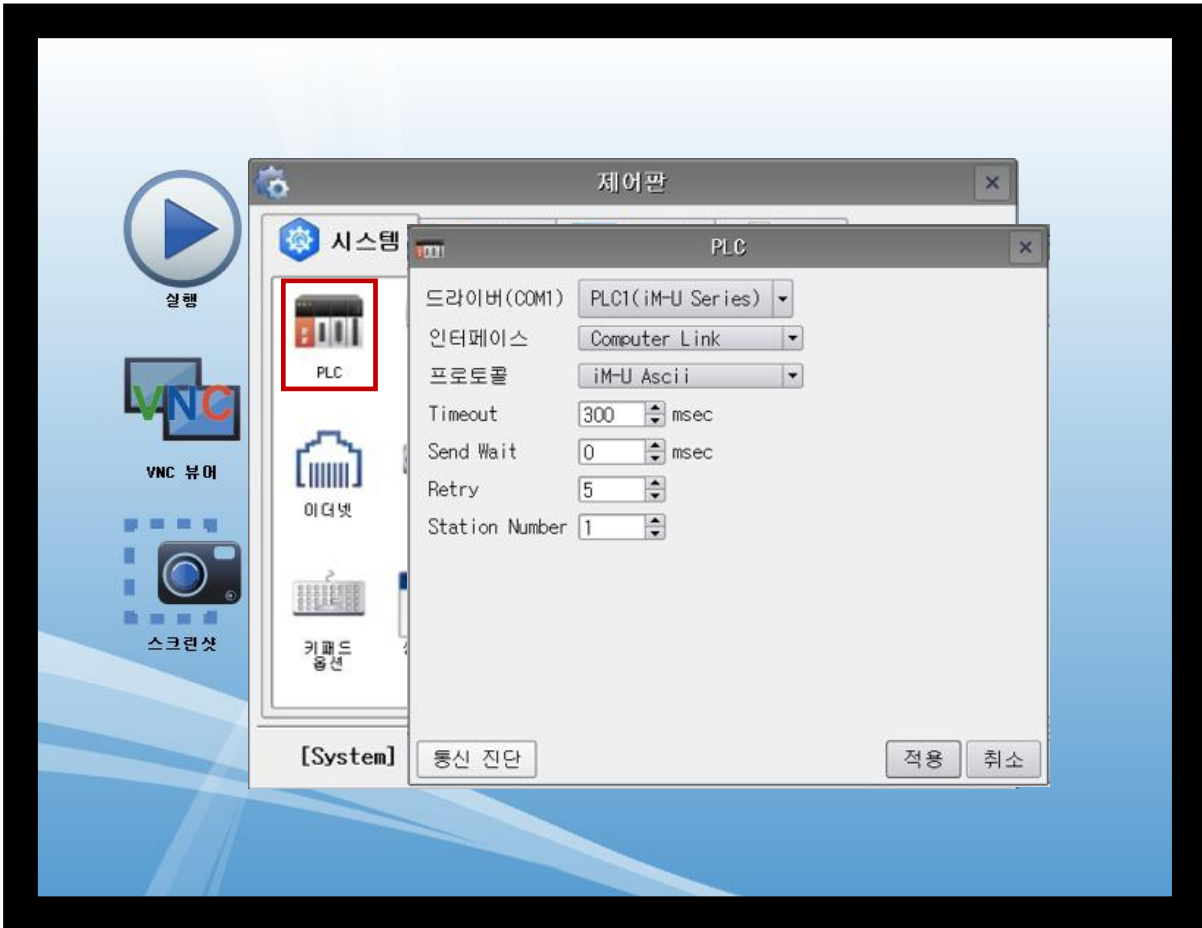 제어판
시스템
PLC
실행
드라이버(COM1) PLC1(iM-U Series)
인터페이스 Computer Link
프로토콜 iM-U Ascii
PLC
Timeout 300 msec
VNC
Send Wait 0 msec
VNC 뷰어
Retry 5
이더넷
Station Number 1
스크린샷
키패드
옵션
[System]
통신 진단
적용
취소